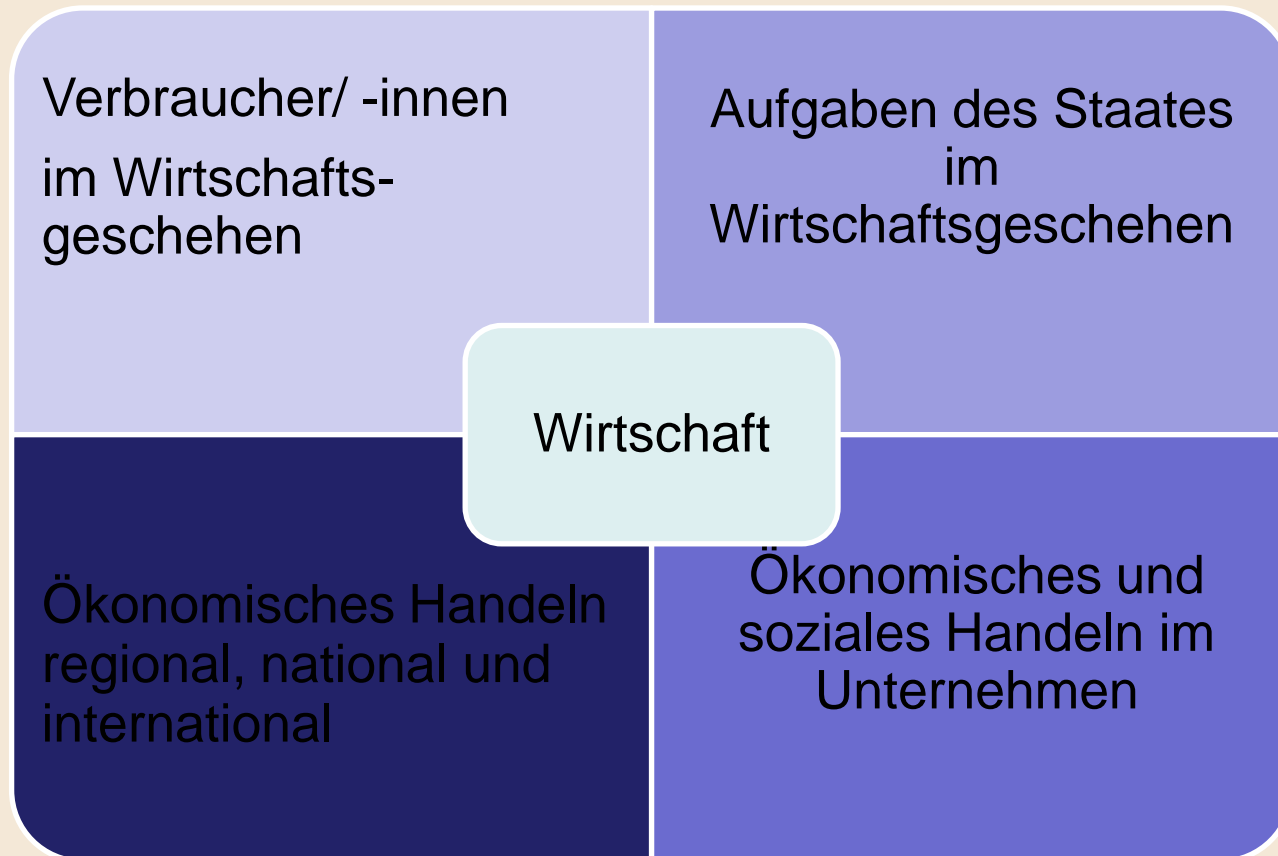 Verbraucher/ -innen
im Wirtschafts-
geschehen
Aufgaben des Staates
im
Wirtschaftsgeschehen
Wirtschaft
Ökonomisches Handeln
regional, national und
international
Ökonomisches und
soziales Handeln im
Unternehmen